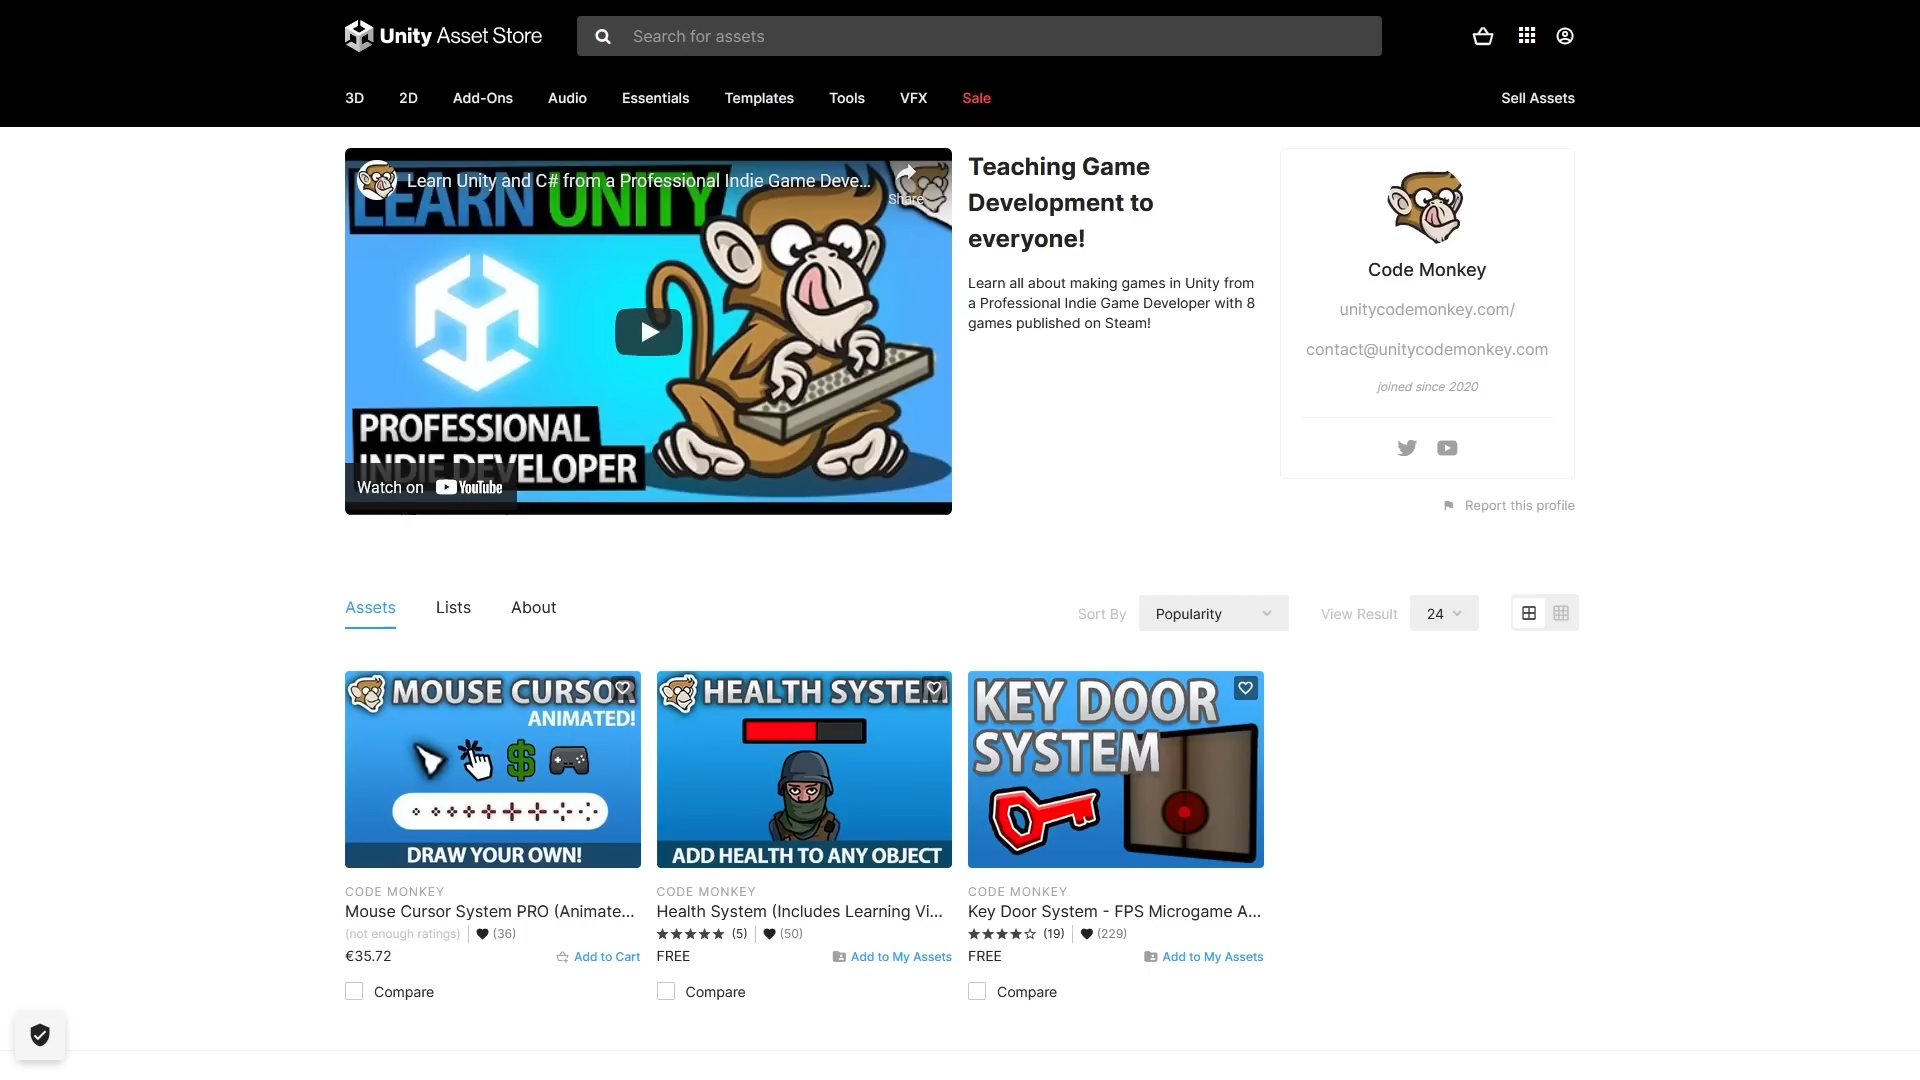 Unity Asset Store
Search for assets
3D
2D
Add-Ons
Audio
Essentials
Templates
Tools
VFX
Sale
Sell Assets
Learn Unity and C# from a Professional Indie Game Deve...
Share
LEARN UNITY
PROFESSIONAL
INDIE DEVELOPER
Watch on YouTube
Teaching Game
Development to
everyone!
Learn all about making games in Unity from
a Professional Indie Game Developer with 8
games published on Steam!
Code Monkey
unitycodemonkey.com/
contact@unitycodemonkey.com
joined since 2020
Report this profile
Assets
Lists
About
Sort By
Popularity
View Result
24
MOUSE CURSOR
ANIMATED!
DRAW YOUR OWN!
CODE MONKEY
Mouse Cursor System PRO (Animate...
(not enough ratings)
(36)
€35.72
Add to Cart
Compare
HEALTH SYSTEM
ADD HEALTH TO ANY OBJECT
CODE MONKEY
Health System (Includes Learning Vi...
(5)
(50)
FREE
Add to My Assets
Compare
KEY DOOR
SYSTEM
CODE MONKEY
Key Door System - FPS Microgame A...
(19)
(229)
FREE
Add to My Assets
Compare